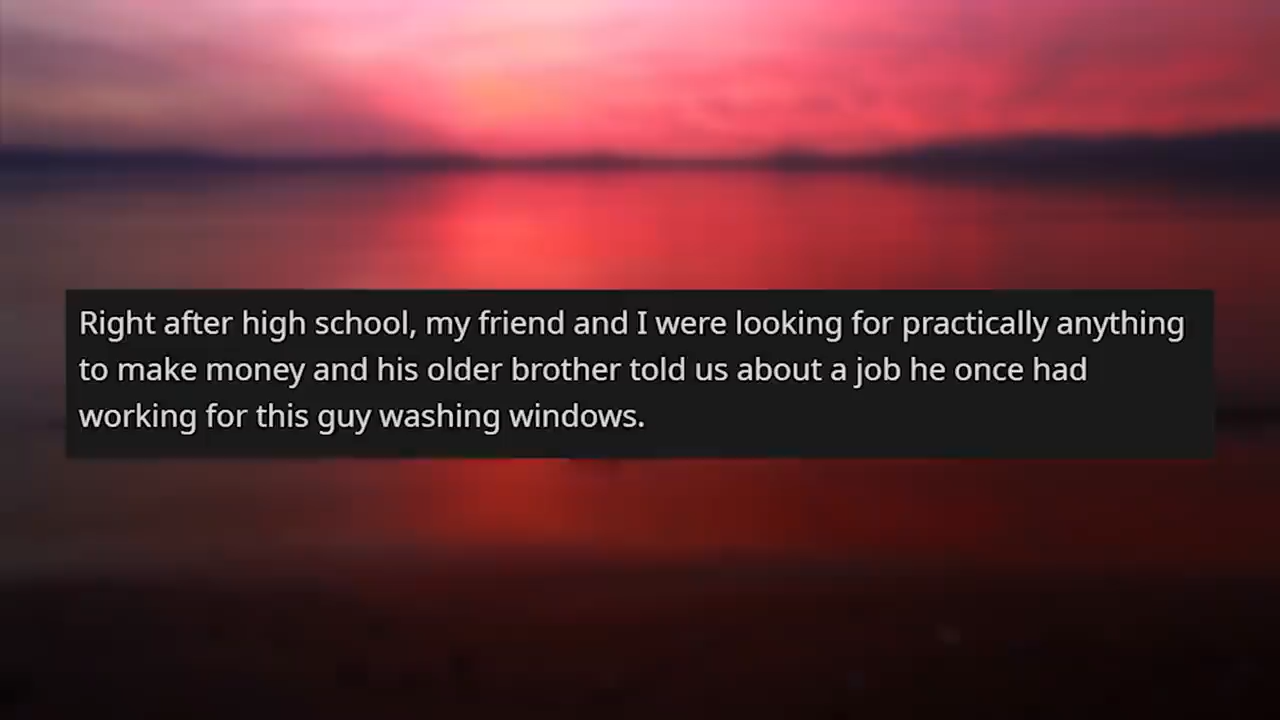 Right after high school, my friend and I were looking for practically anything
to make money and his older brother told us about a job he once had
working for this guy washing windows.